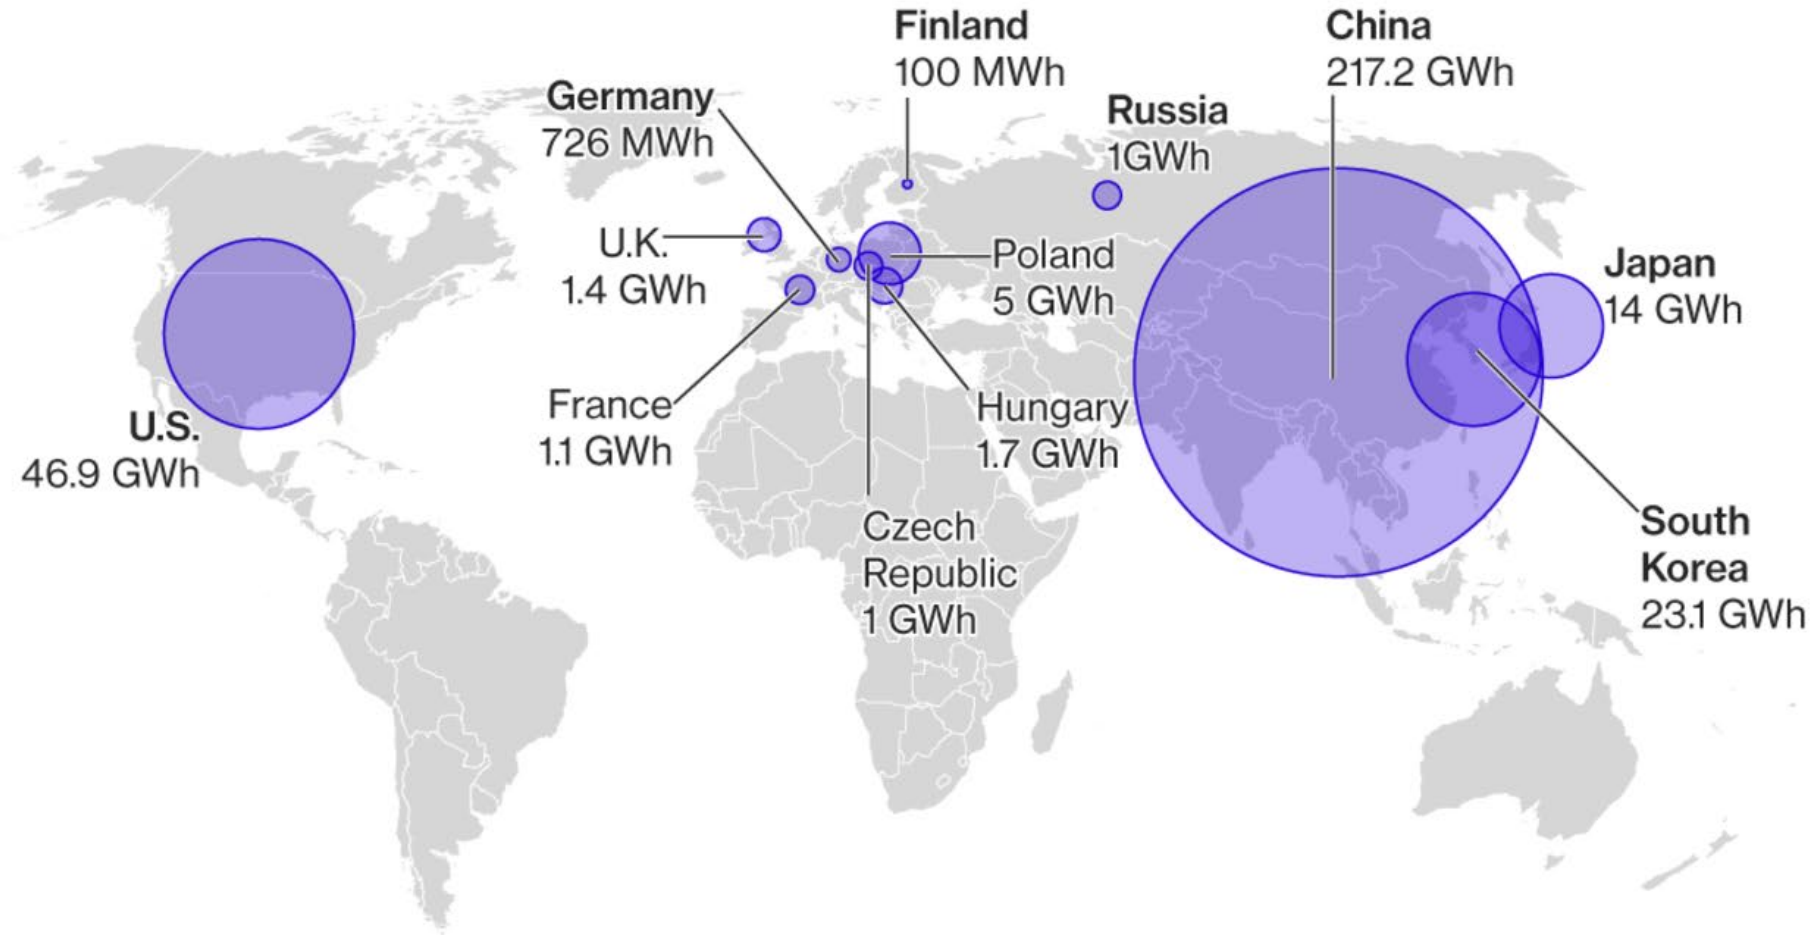 Finland
100 MWh
China
217.2 GWh
Germany
726 MWh
Russia
1GWh
U.K.
1.4 GWh
Poland
5 GWh
Japan
14 GWh
France
1.1 GWh
Hungary
1.7 GWh
U.S.
46.9 GWh
Czech
Republic
1 GWh
South
Korea
23.1 GWh